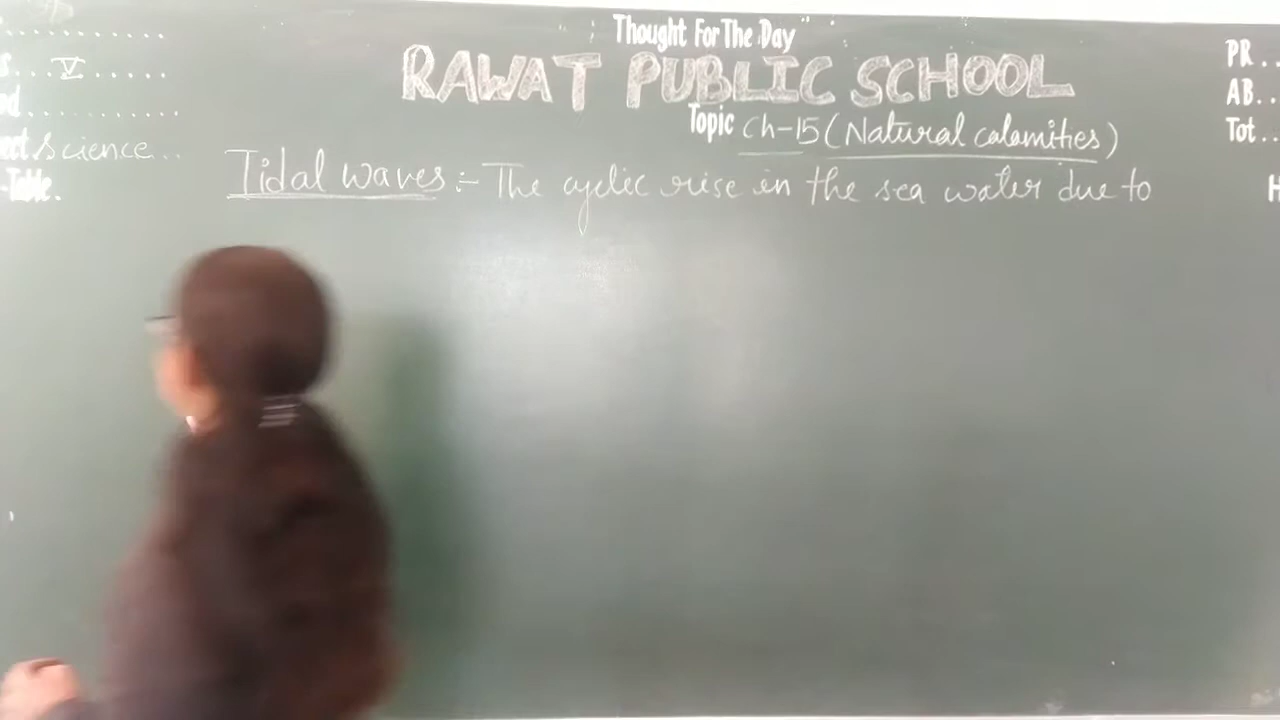 Thought For The Day
RAWAT PUBLIC SCHOOL
Topic Ch-15 (Natural calamities)
V
Science
Table.
PR
AB
Tot
Tidal waves :- The cyclic rise in the sea water due to